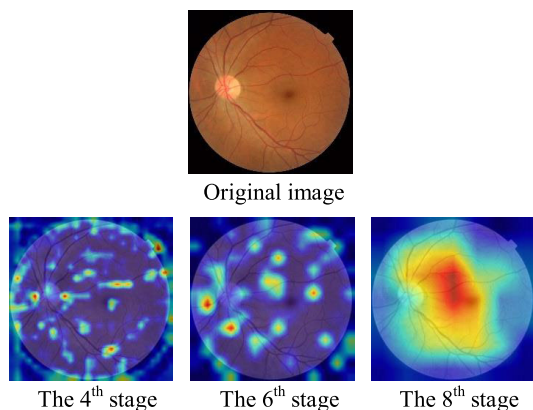 Original image
The 4th stage
The 6th stage
The 8th stage